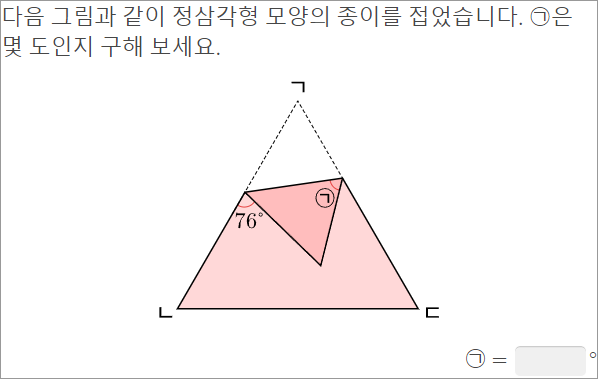 다음 그림과 같이 정삼각형 모양의 종이를 접었습니다. ㉠은
몇 도인지 구해 보세요.
ㄱ
㉠
76°
ㄴ
ㄷ
㉠ = °